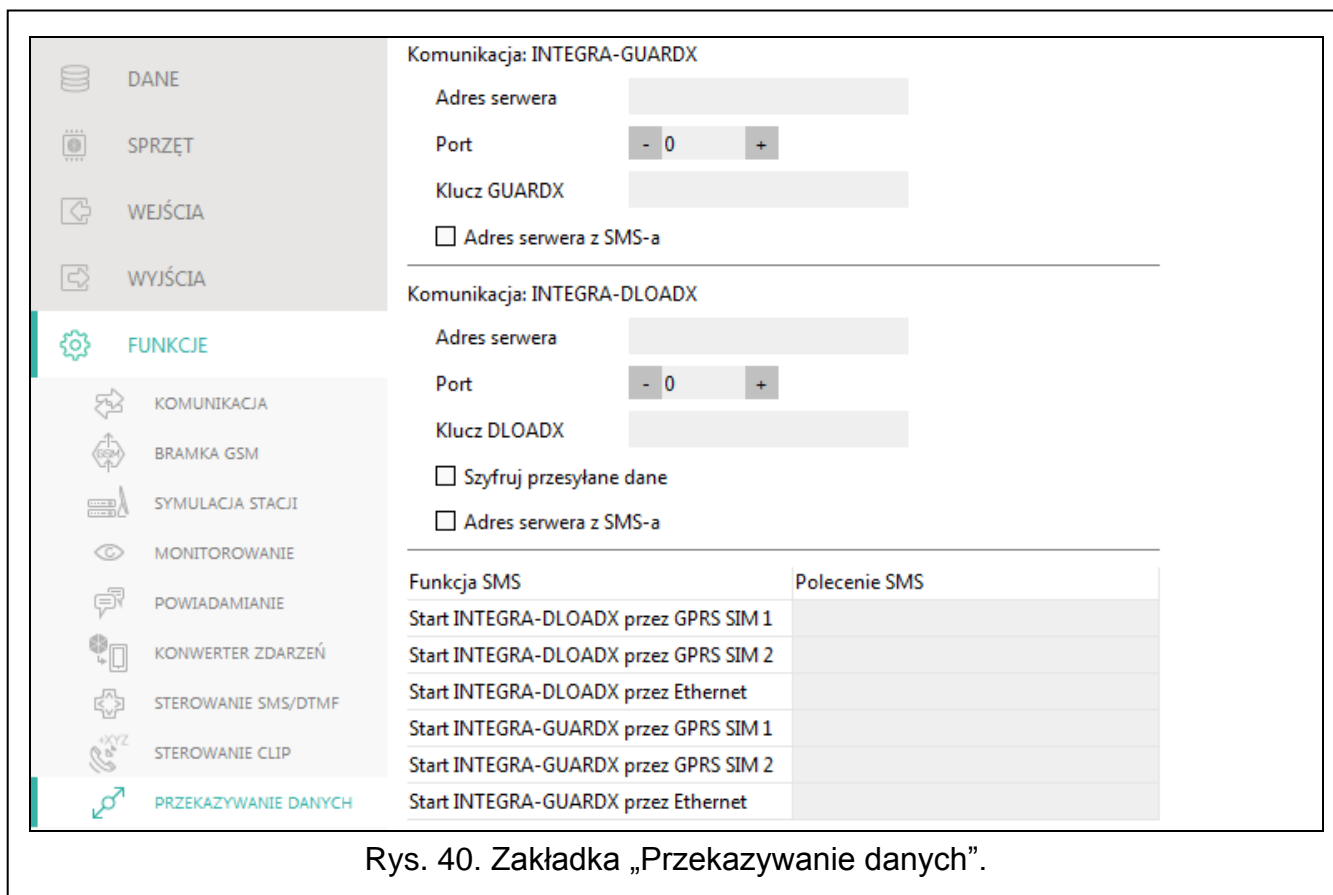 DANE
SPRZĘT
WEJŚCIA
WYJŚCIA
FUNKCJE
KOMUNIKACJA
GSM
BRAMKA GSM
SYMULACJA STACJI
MONITOROWANIE
POWIADAMIANIE
KONWERTER ZDARZEŃ
STEROWANIE SMS/DTMF
+XYZ
STEROWANIE CLIP
PRZEKAZYWANIE DANYCH
Komunikacja: INTEGRA-GUARDX
Adres serwera
Port - 0 +
Klucz GUARDX
Adres serwera z SMS-a
Komunikacja: INTEGRA-DLOADX
Adres serwera
Port - 0 +
Klucz DLOADX
Szyfruj przesyłane dane
Adres serwera z SMS-a
Funkcja SMS Polecenie SMS
Start INTEGRA-DLOADX przez GPRS SIM 1
Start INTEGRA-DLOADX przez GPRS SIM 2
Start INTEGRA-DLOADX przez Ethernet
Start INTEGRA-GUARDX przez GPRS SIM 1
Start INTEGRA-GUARDX przez GPRS SIM 2
Start INTEGRA-GUARDX przez Ethernet
Rys. 40. Zakładka „Przekazywanie danych”.